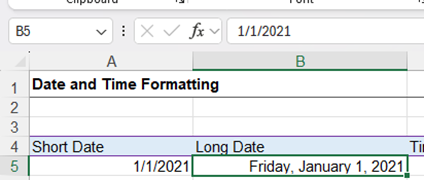 B5 fx 1/1/2021
A B
1 Date and Time Formatting
2
3
4 Short Date Long Date
5 1/1/2021 Friday, January 1, 2021